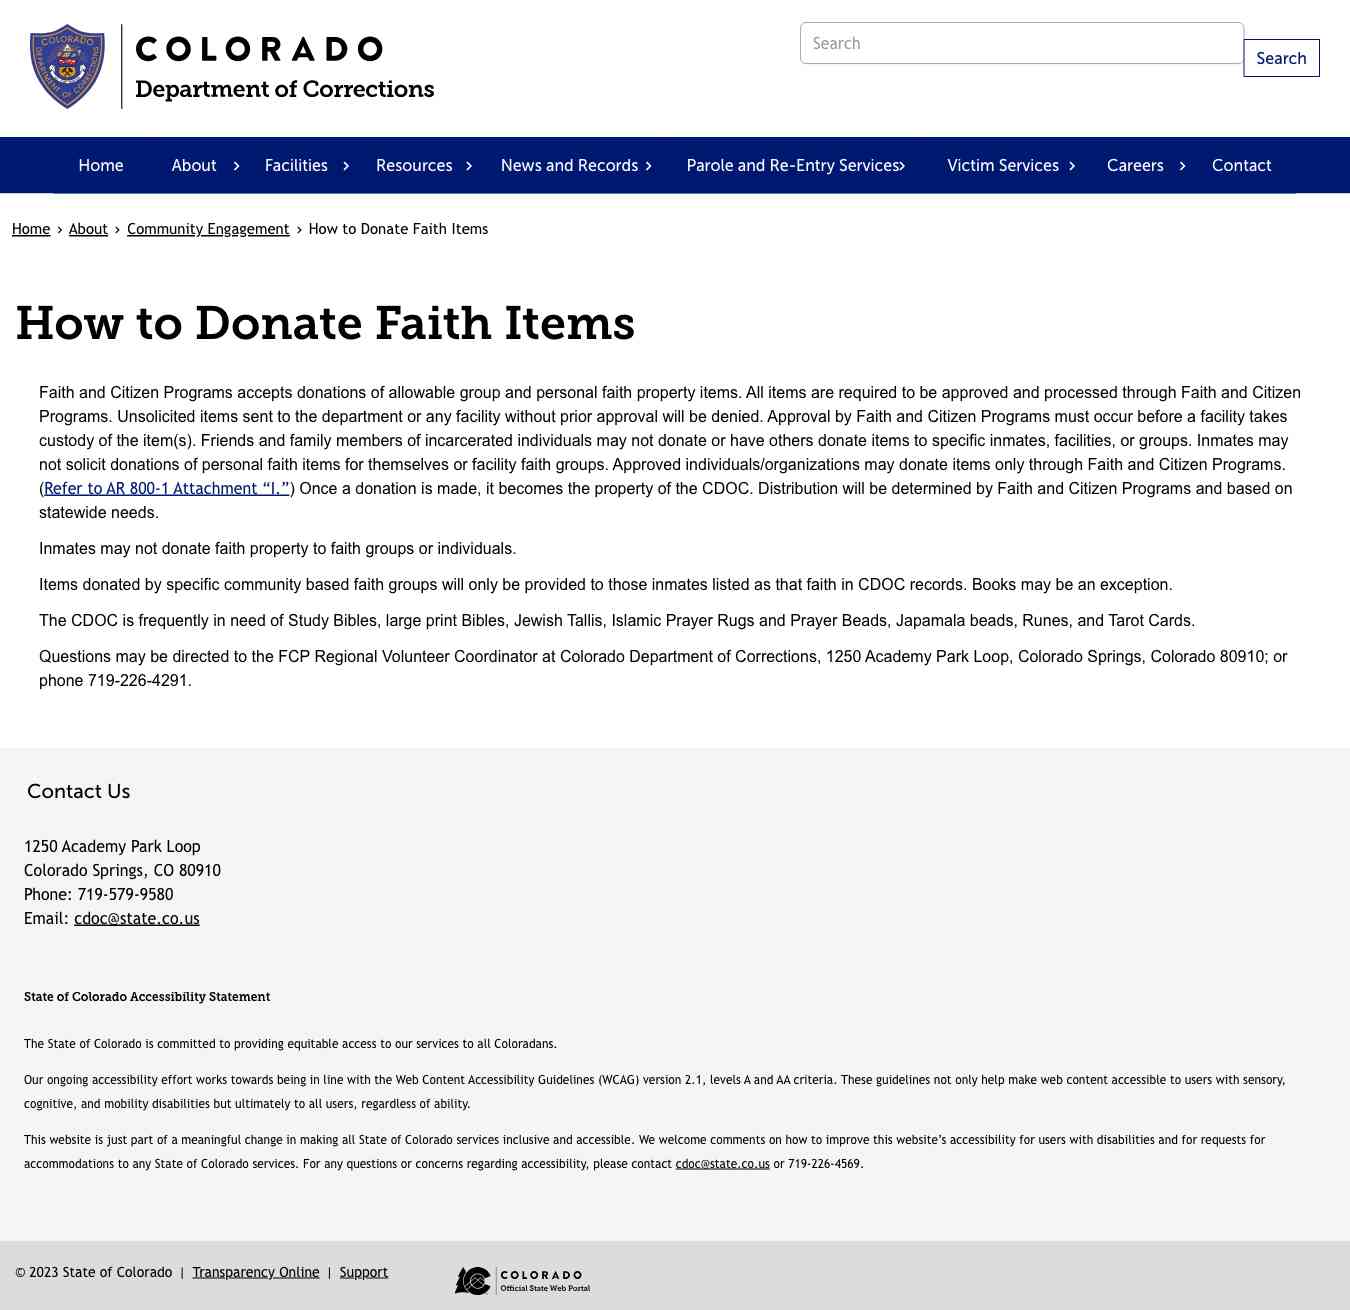 COLORADO
Department of Corrections
Search
Search
Home About Facilities Resources News and Records Parole and Re-Entry Services Victim Services Careers Contact
Home › About › Community Engagement › How to Donate Faith Items
How to Donate Faith Items
Faith and Citizen Programs accepts donations of allowable group and personal faith property items. All items are required to be approved and processed through Faith and Citizen
Programs. Unsolicited items sent to the department or any facility without prior approval will be denied. Approval by Faith and Citizen Programs must occur before a facility takes
custody of the item(s). Friends and family members of incarcerated individuals may not donate or have others donate items to specific inmates, facilities, or groups. Inmates may
not solicit donations of personal faith items for themselves or facility faith groups. Approved individuals/organizations may donate items only through Faith and Citizen Programs.
(Refer to AR 800-1 Attachment “I.”) Once a donation is made, it becomes the property of the CDOC. Distribution will be determined by Faith and Citizen Programs and based on
statewide needs.
Inmates may not donate faith property to faith groups or individuals.
Items donated by specific community based faith groups will only be provided to those inmates listed as that faith in CDOC records. Books may be an exception.
The CDOC is frequently in need of Study Bibles, large print Bibles, Jewish Tallis, Islamic Prayer Rugs and Prayer Beads, Japamala beads, Runes, and Tarot Cards.
Questions may be directed to the FCP Regional Volunteer Coordinator at Colorado Department of Corrections, 1250 Academy Park Loop, Colorado Springs, Colorado 80910; or
phone 719-226-4291.
Contact Us
1250 Academy Park Loop
Colorado Springs, CO 80910
Phone: 719-579-9580
Email: cdoc@state.co.us
State of Colorado Accessibility Statement
The State of Colorado is committed to providing equitable access to our services to all Coloradans.
Our ongoing accessibility effort works towards being in line with the Web Content Accessibility Guidelines (WCAG) version 2.1, levels A and AA criteria. These guidelines not only help make web content accessible to users with sensory,
cognitive, and mobility disabilities but ultimately to all users, regardless of ability.
This website is just part of a meaningful change in making all State of Colorado services inclusive and accessible. We welcome comments on how to improve this website’s accessibility for users with disabilities and for requests for
accommodations to any State of Colorado services. For any questions or concerns regarding accessibility, please contact cdoc@state.co.us or 719-226-4569.
© 2023 State of Colorado | Transparency Online | Support
COLORADO
Official State Web Portal